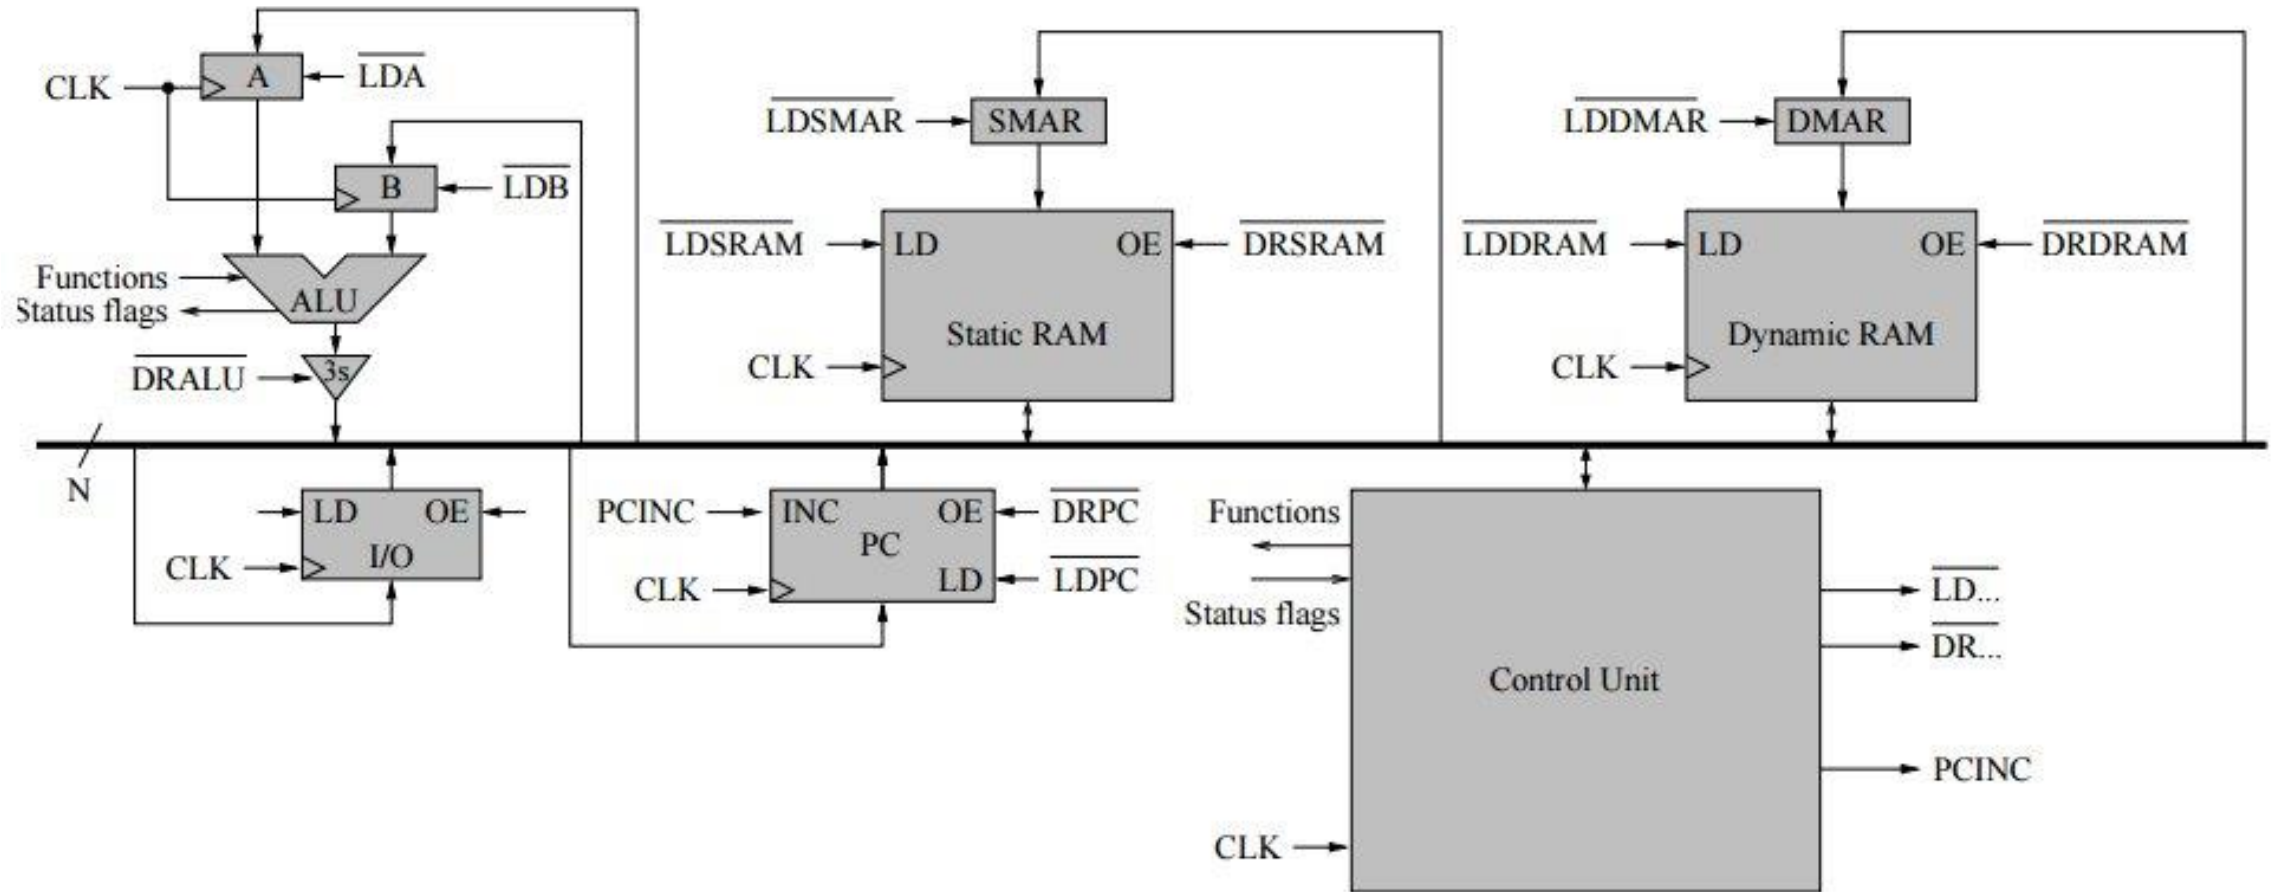 CLK
A
LDA
B
LDB
Functions
Status flags
ALU
DRALU
3s
N
LD
OE
CLK
I/O
LDSMAR
SMAR
LDSRAM
LD
OE
DRSRAM
Static RAM
CLK
LDDMAR
DMAR
LDDRAM
LD
OE
DRDRAM
Dynamic RAM
CLK
PCINC
INC
OE
DRPC
PC
CLK
LD
LDPC
Functions
Status flags
Control Unit
CLK
LD...
DR...
PCINC